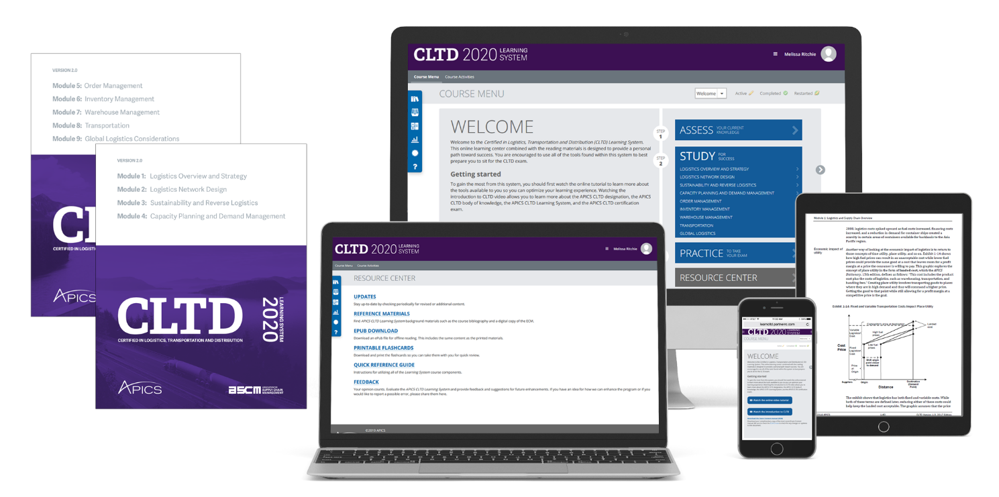 VERSION 2.0
Module 5: Order Management
Module 6: Inventory Management
Module 7: Warehouse Management
Module 8: Transportation
Module 9: Global Logistics Considerations
CERTIFIED IN LOGISTI
APICS
VERSION 2.0
Module 1: Logistics Overview and Strategy
Module 2: Logistics Network Design
Module 3: Sustainability and Reverse Logistics
Module 4: Capacity Planning and Demand Management
CLTD
LEARNING SYSTEM
2020
CERTIFIED IN LOGISTICS, TRANSPORTATION AND DISTRIBUTION
APICS
ascm ASSOCIATION FOR
SUPPLY CHAIN
MANAGEMENT
CLTD 2020 LEARNING SYSTEM
Melissa Ritchie
Course Menu Course Activities
COURSE MENU
Welcome Active Completed Restarted
WELCOME
Welcome to the Certified in Logistics, Transportation and Distribution (CLTD) Learning System.
This online learning center combined with the reading materials is designed to provide a personal
path toward success. You are encouraged to use all of the tools found within this system to best
prepare you to sit for the CLTD exam.
Getting started
To gain the most from this system, you should first watch the online tutorial to learn more about
the tools available to you so you can optimize your learning experience. Watching the
introduction to CLTD video allows you to learn more about the APICS CLTD designation, the APICS
CLTD body of knowledge, the APICS CLTD Learning System, and the APICS CLTD certification
exam.
STEP
1
ASSESS YOUR CURRENT KNOWLEDGE
STEP
2
STUDY FOR SUCCESS
LOGISTICS OVERVIEW AND STRATEGY
LOGISTICS NETWORK DESIGN
SUSTAINABILITY AND REVERSE LOGISTICS
CAPACITY PLANNING AND DEMAND MANAGEMENT
ORDER MANAGEMENT
INVENTORY MANAGEMENT
WAREHOUSE MANAGEMENT
TRANSPORTATION
GLOBAL LOGISTICS
PRACTICE TO TAKE YOUR EXAM
RESOURCE CENTER
CLTD 2020 LEARNING SYSTEM
Melissa Ritchie
Course Menu Course Activities
RESOURCE CENTER
UPDATES
Stay up-to-date by checking periodically for revised or additional content.
REFERENCE MATERIALS
Find APICS CLTD Learning System background materials such as the course bibliography and a digital copy of the ECM.
EPUB DOWNLOAD
Download an ePub file for offline reading. This includes the same content as the printed materials.
PRINTABLE FLASHCARDS
Download and print the flashcards so you can take them with you for quick review.
QUICK REFERENCE GUIDE
Instructions for utilizing all of the Learning System course components.
FEEDBACK
Your opinion counts. Evaluate the APICS CLTD Learning System and provide feedback and suggestions for future enhancements. If you have an idea for how we can enhance the program or if you
would like to report a possible error, please share them here.
©2019 APICS
learncltd.partnerrc.com
CLTD 2020 LEARNING SYSTEM
COURSE MENU
WELCOME
Getting started
Watch the online video tutorial
Watch the Introduction to CLTD
Module 1: Logistics and Supply Chain Overview
2008, logistics costs spiked upward as fuel costs increased, financing costs
increased, and a reduction in demand for container ships created a
scarcity in certain areas of containers available for backhauls to the Asia
Pacific region.
Economic impact of
utility
Another way of looking at the economic impact of logistics is to return to
those concepts of time utility, place utility, and so on. Exhibit 1-14 shows
how high fuel prices can result in an unacceptable cost while lower fuel
prices could provide the same good at a cost that leaves room for a profit
margin at a price the consumer is willing to pay. This graphic explores the
concept of place utility in the form of landed cost, which the APICS
Dictionary, 15th edition, defines as follows: "This cost includes the product
cost plus the costs of logistics, such as warehousing, transportation, and
handling fees." Creating place utility involves transporting goods to places
where they are in high demand and thus will command a higher price.
Getting the good to that point while still allowing for a profit margin at a
competitive price is the goal.
Exhibit 1-14: Fixed and Variable Transportation Costs Impact Place Utility
Competitor's price at destination
Landed
cost
Variable
Logistics
Cost
High fuel
prices
Cost
Price
Fixed
Logistics
Cost
Low fuel
prices
Shift origin
point closer
to demand
Price
at
Origin
Suppliers
Origin
Destination
(Demand
Point)
Distance
The exhibit shows that logistics has both fixed and variable costs. While
both of these terms are defined later, reducing either of these costs could
help keep the landed cost acceptable. The graphic assumes that the price